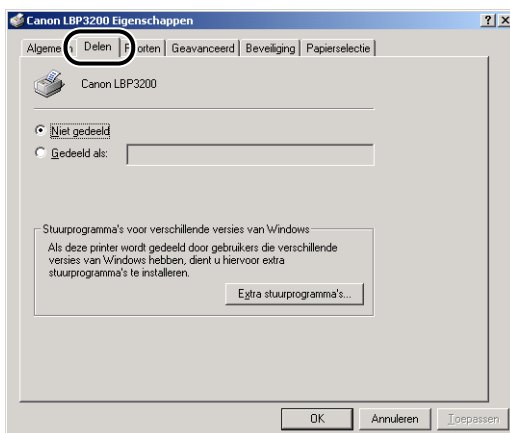 Canon LBP3200 Eigenschappen
Algemeen Delen Poorten Geavanceerd Beveiliging Papierselectie
Canon LBP3200
Niet gedeeld
Gedeeld als:
Stuurprogramma's voor verschillende versies van Windows
Als deze printer wordt gedeeld door gebruikers die verschillende
versies van Windows hebben, dient u hiervoor extra
stuurprogramma's te installeren.
Extra stuurprogramma's...
OK Annuleren Toepassen